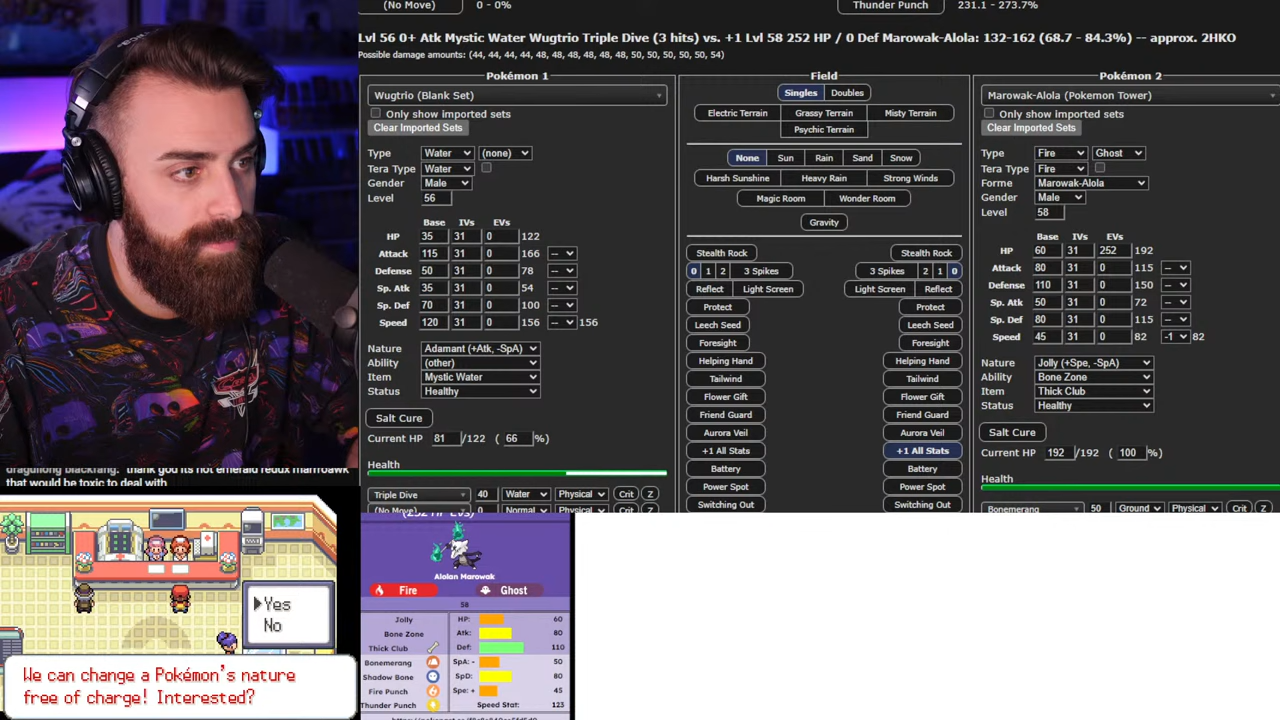 (No Move) 0 - 0% Thunder Punch 231.1 - 273.7%
Lvl 56 0+ Atk Mystic Water Wugtrio Triple Dive (3 hits) vs. +1 Lvl 58 252 HP / 0 Def Marowak-Alola: 132-162 (68.7 - 84.3%) -- approx. 2HKO
Possible damage amounts: (44, 44, 44, 44, 48, 48, 48, 48, 48, 48, 50, 50, 50, 50, 50, 54)
Pokémon 1
Wugtrio (Blank Set)
Only show imported sets
Clear Imported Sets
Type Water (none)
Tera Type Water
Gender Male
Level 56
Base IVs EVs
HP 35 31 0 122
Attack 115 31 0 166 --
Defense 50 31 0 78 --
Sp. Atk 35 31 0 54 --
Sp. Def 70 31 0 100 --
Speed 120 31 0 156 -- 156
Nature Adamant (+Atk, -SpA)
Ability (other)
Item Mystic Water
Status Healthy
Salt Cure
Current HP 81 /122 ( 66 %)
Health
Triple Dive 40 Water Physical Crit Z
(No Move) 0 Normal Physical Crit Z
Field
Singles Doubles
Electric Terrain Grassy Terrain Misty Terrain
Psychic Terrain
None Sun Rain Sand Snow
Harsh Sunshine Heavy Rain Strong Winds
Magic Room Wonder Room
Gravity
Stealth Rock Stealth Rock
0 1 2 3 Spikes 3 Spikes 2 1 0
Reflect Light Screen Light Screen Reflect
Protect Protect
Leech Seed Leech Seed
Foresight Foresight
Helping Hand Helping Hand
Tailwind Tailwind
Flower Gift Flower Gift
Friend Guard Friend Guard
Aurora Veil Aurora Veil
+1 All Stats +1 All Stats
Battery Battery
Power Spot Power Spot
Switching Out Switching Out
Pokémon 2
Marowak-Alola (Pokemon Tower)
Only show imported sets
Clear Imported Sets
Type Fire Ghost
Tera Type Fire
Forme Marowak-Alola
Gender Male
Level 58
Base IVs EVs
HP 60 31 252 192
Attack 80 31 0 115 --
Defense 110 31 0 150 --
Sp. Atk 50 31 0 72 --
Sp. Def 80 31 0 115 --
Speed 45 31 0 82 -1 82
Nature Jolly (+Spe, -SpA)
Ability Bone Zone
Item Thick Club
Status Healthy
Salt Cure
Current HP 192 /192 ( 100 %)
Health
Bonemerang 50 Ground Physical Crit Z
thank god its not emerald redux marrowak
that would be toxic to deal with
Yes
No
We can change a Pokémon's nature
free of charge! Interested?
(252 HP EVs)
Alolan Marowak
Fire Ghost
58
Jolly HP: 60
Bone Zone Atk: 80
Thick Club Def: 110
Bonemerang SpA: - 50
Shadow Bone SpD: 80
Fire Punch Spe: + 45
Thunder Punch Speed Stat: 123